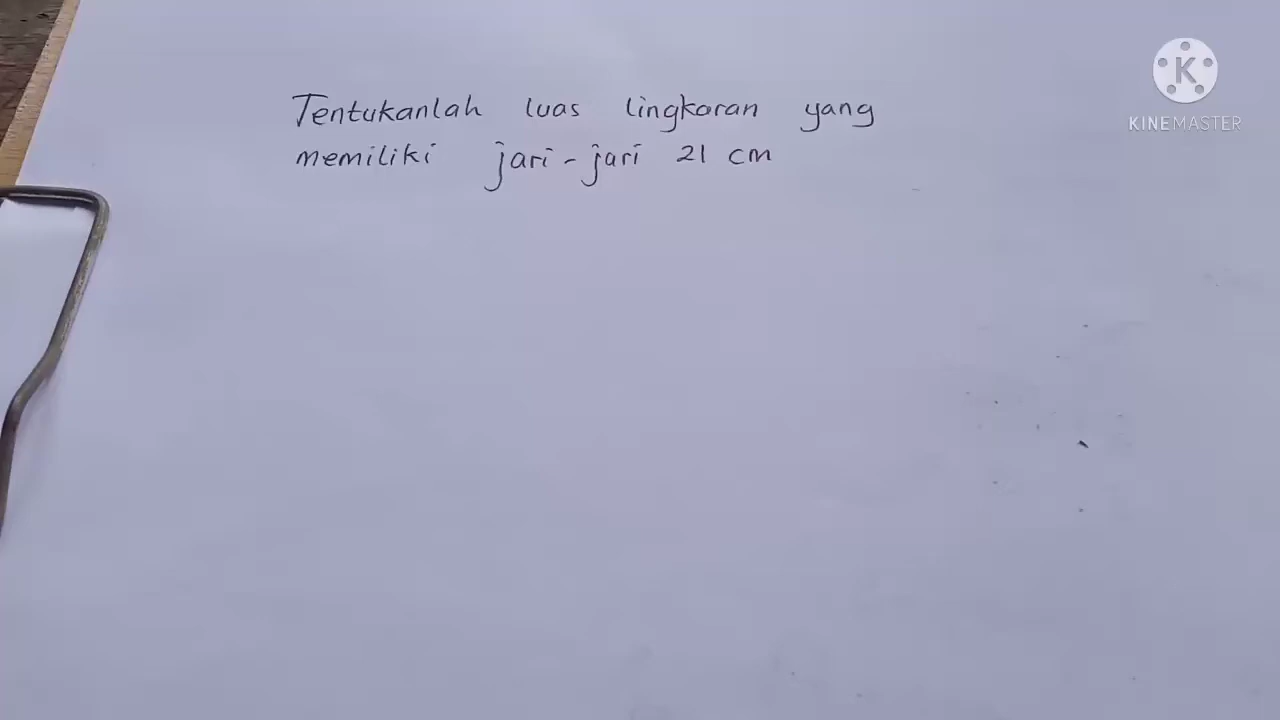 Tentukanlah luas lingkaran yang
memiliki jari-jari 21 cm
K
KINEMASTER